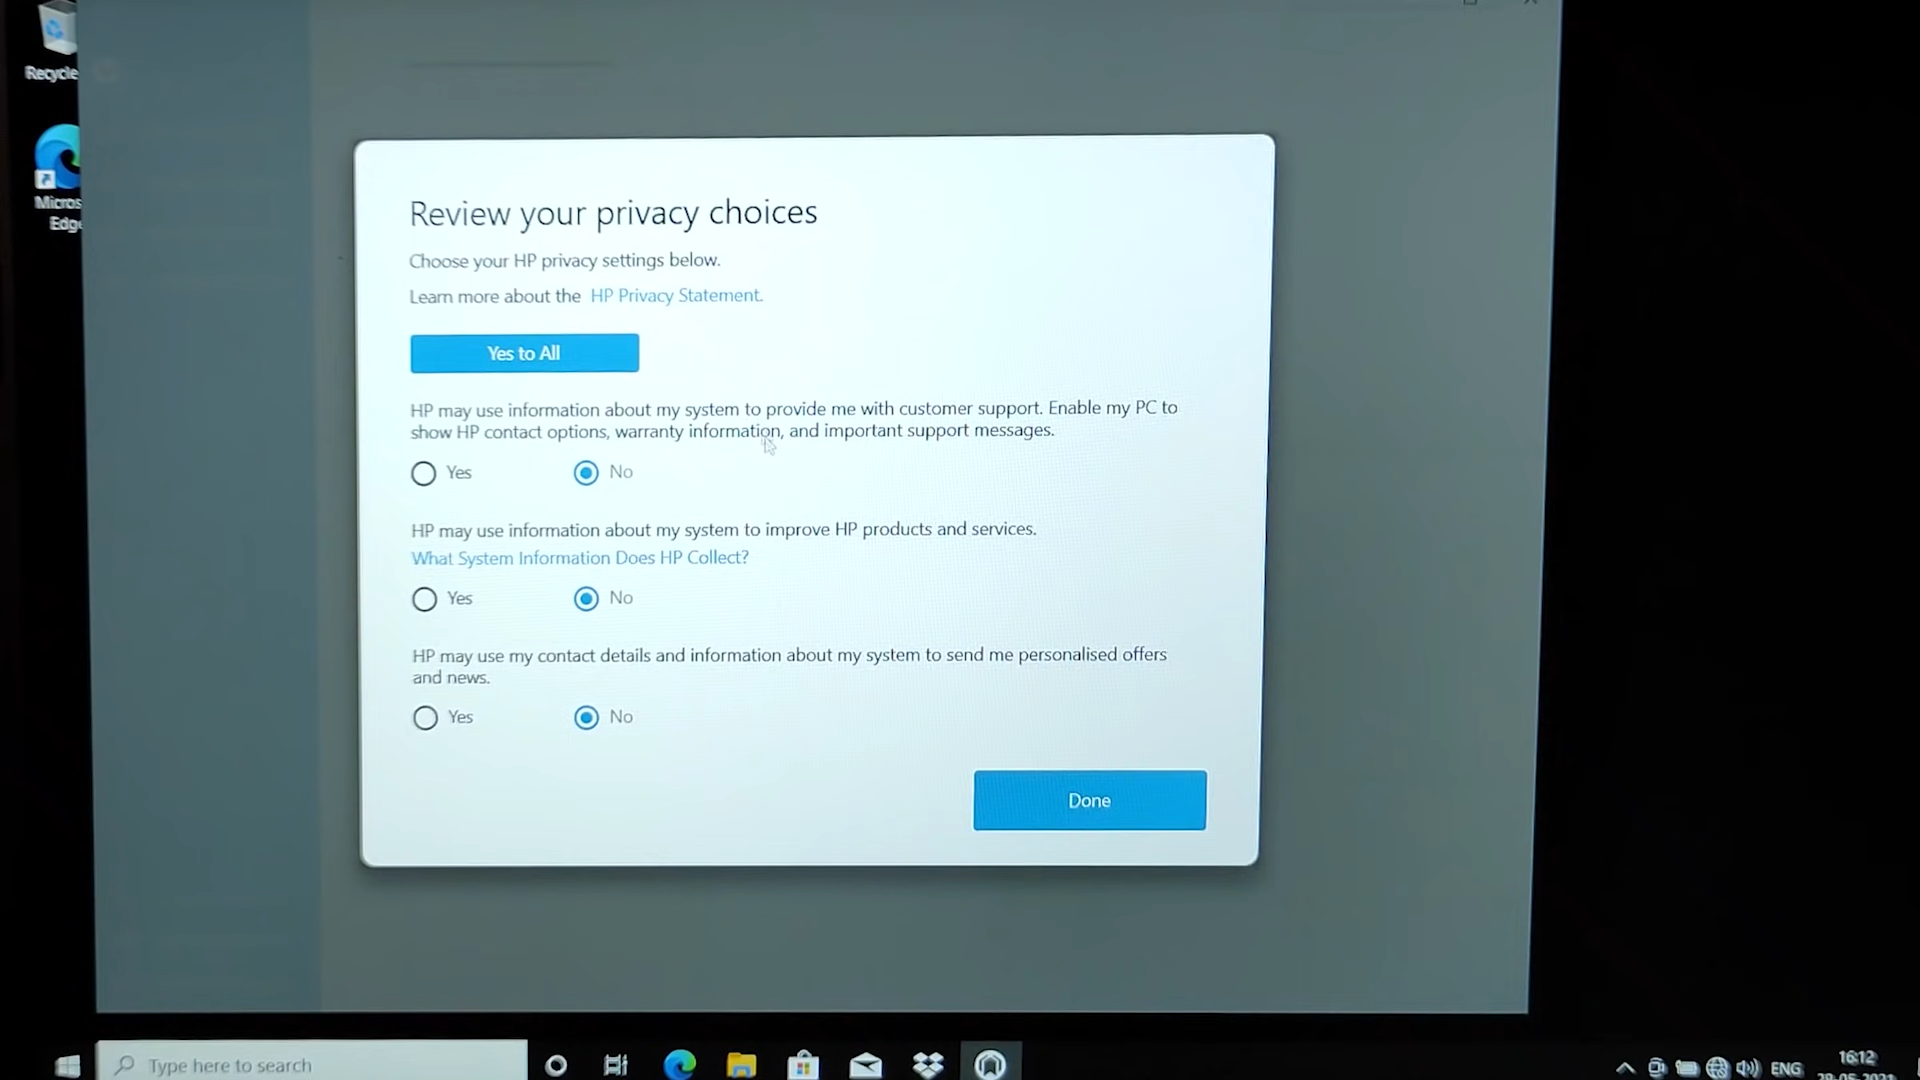 Recycle
Micros
Edge
Review your privacy choices
Choose your HP privacy settings below.
Learn more about the HP Privacy Statement.
Yes to All
HP may use information about my system to provide me with customer support. Enable my PC to
show HP contact options, warranty information, and important support messages.
Yes No
HP may use information about my system to improve HP products and services.
What System Information Does HP Collect?
Yes No
HP may use my contact details and information about my system to send me personalised offers
and news.
Yes No
Done
Type here to search
ENG
16:12
28-05-2021